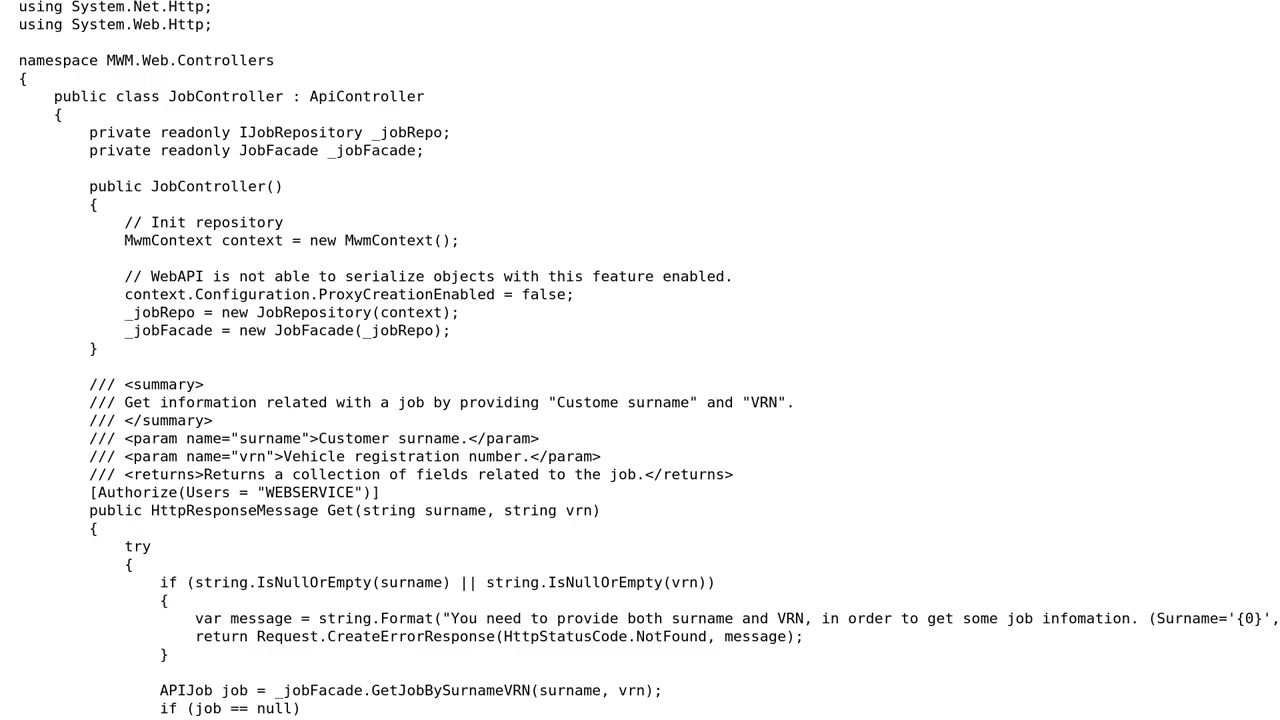 using System.Net.Http;
using System.Web.Http;

namespace MWM.Web.Controllers
{
    public class JobController : ApiController
    {
        private readonly IJobRepository _jobRepo;
        private readonly JobFacade _jobFacade;

        public JobController()
        {
            // Init repository
            MwmContext context = new MwmContext();

            // WebAPI is not able to serialize objects with this feature enabled.
            context.Configuration.ProxyCreationEnabled = false;
            _jobRepo = new JobRepository(context);
            _jobFacade = new JobFacade(_jobRepo);
        }

        /// <summary>
        /// Get information related with a job by providing "Custome surname" and "VRN".
        /// </summary>
        /// <param name="surname">Customer surname.</param>
        /// <param name="vrn">Vehicle registration number.</param>
        /// <returns>Returns a collection of fields related to the job.</returns>
        [Authorize(Users = "WEBSERVICE")]
        public HttpResponseMessage Get(string surname, string vrn)
        {
            try
            {
                if (string.IsNullOrEmpty(surname) || string.IsNullOrEmpty(vrn))
                {
                    var message = string.Format("You need to provide both surname and VRN, in order to get some job infomation. (Surname='{0}',
                    return Request.CreateErrorResponse(HttpStatusCode.NotFound, message);
                }

                APIJob job = _jobFacade.GetJobBySurnameVRN(surname, vrn);
                if (job == null)